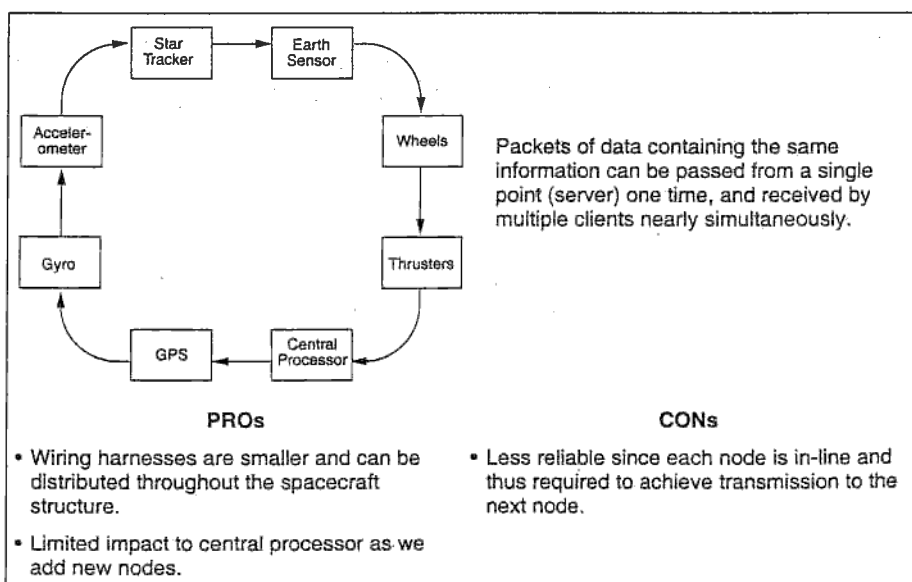 Star
Tracker
Earth
Sensor
Acceler-
ometer
Wheels
Packets of data containing the same
information can be passed from a single
point (server) one time, and received by
multiple clients nearly simultaneously.
Gyro
Thrusters
GPS
Central
Processor
PROs
• Wiring harnesses are smaller and can be
distributed throughout the spacecraft
structure.
• Limited impact to central processor as we
add new nodes.
CONs
• Less reliable since each node is in-line and
thus required to achieve transmission to the
next node.